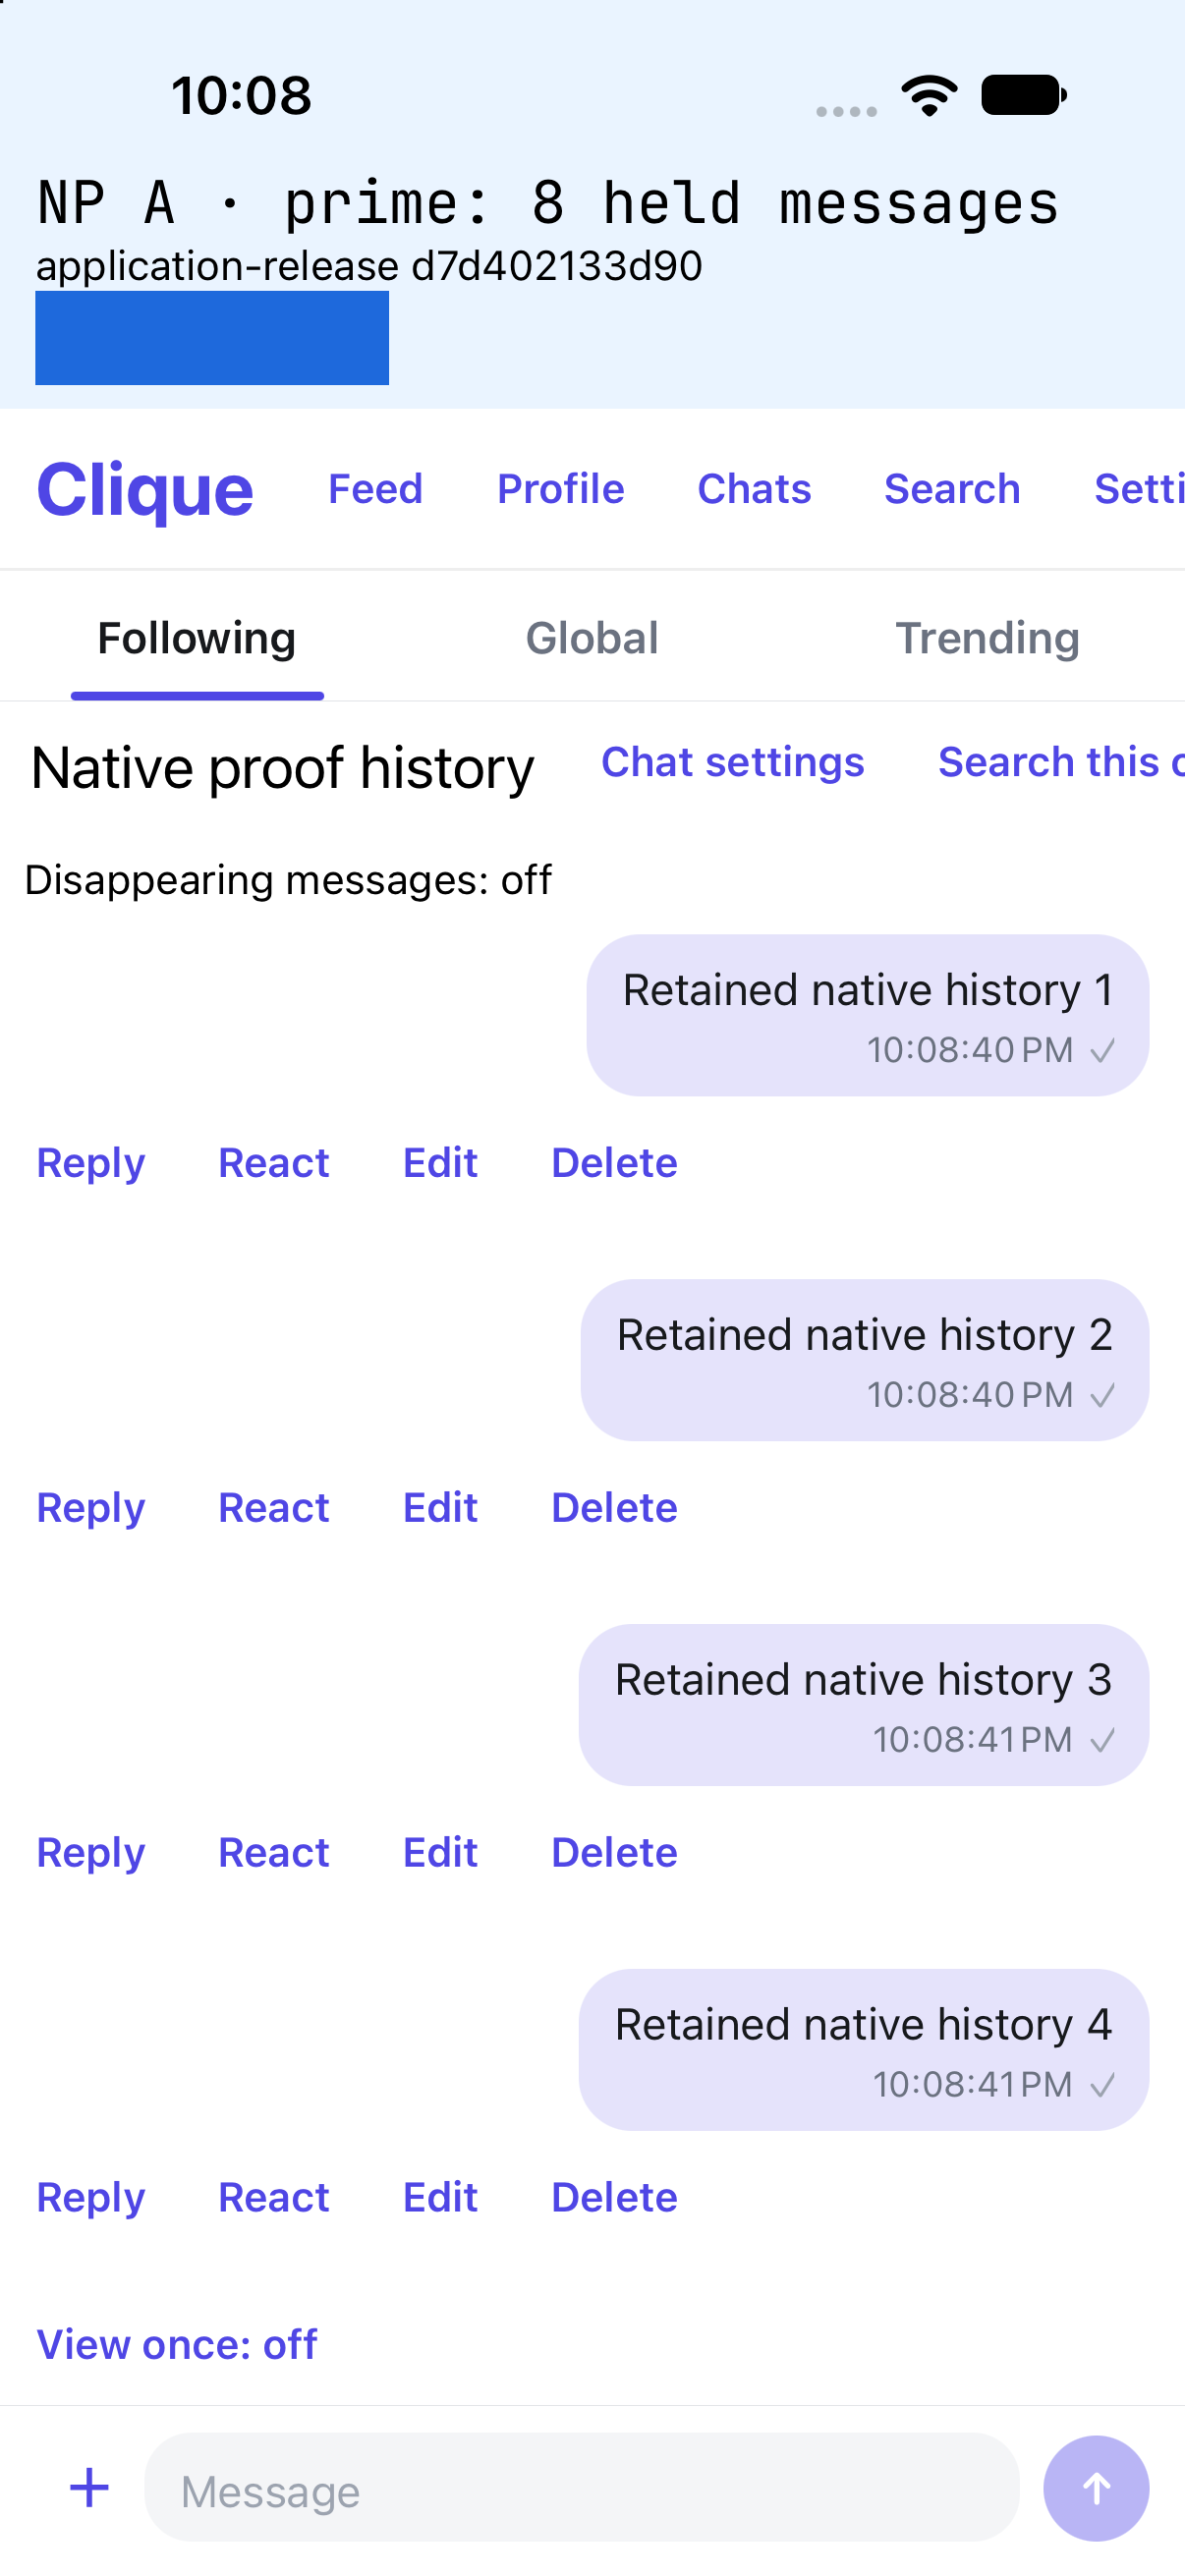 10:08
NP A · prime: 8 held messages
application-release d7d402133d90
Clique Feed Profile Chats Search Setti
Following Global Trending
Native proof history Chat settings Search this c
Disappearing messages: off
Retained native history 1
10:08:40 PM ✓
Reply React Edit Delete
Retained native history 2
10:08:40 PM ✓
Reply React Edit Delete
Retained native history 3
10:08:41 PM ✓
Reply React Edit Delete
Retained native history 4
10:08:41 PM ✓
Reply React Edit Delete
View once: off
+ Message